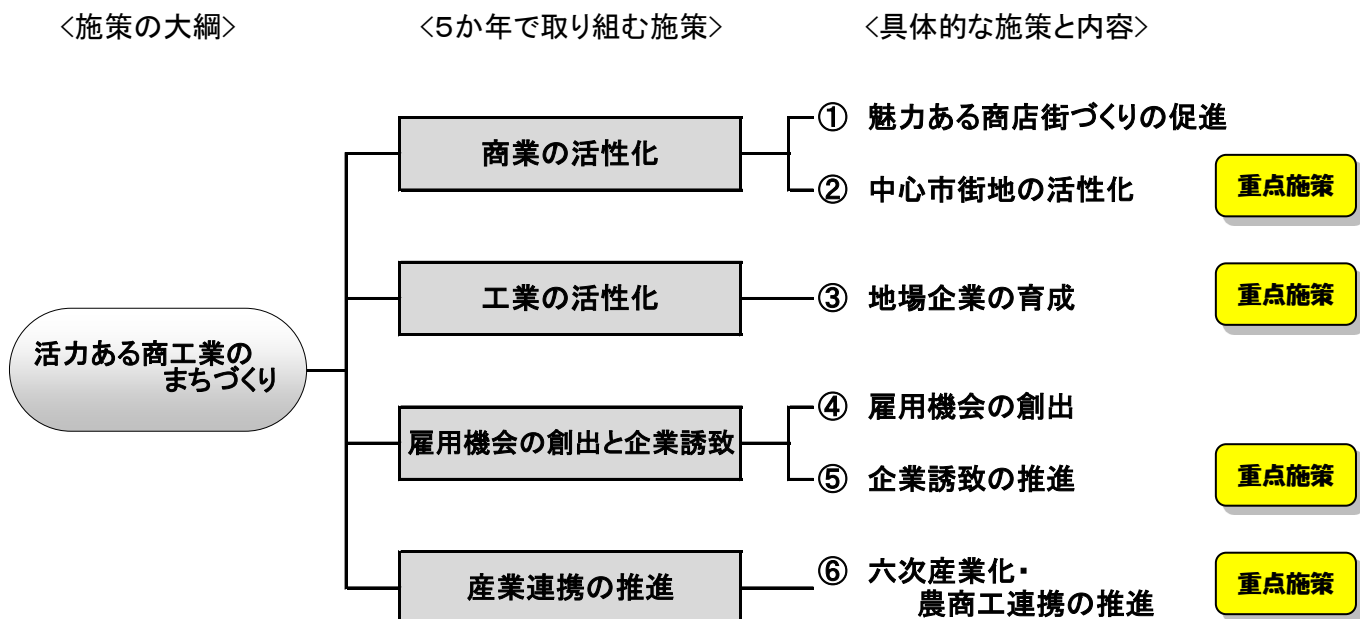 <施策の大綱>
<５か年で取り組む施策>
<具体的な施策と内容>
活力ある商工業の
まちづくり
商業の活性化
① 魅力ある商店街づくりの促進
② 中心市街地の活性化
重点施策
工業の活性化
③ 地場企業の育成
重点施策
雇用機会の創出と企業誘致
④ 雇用機会の創出
⑤ 企業誘致の推進
重点施策
産業連携の推進
⑥ 六次産業化・
農商工連携の推進
重点施策